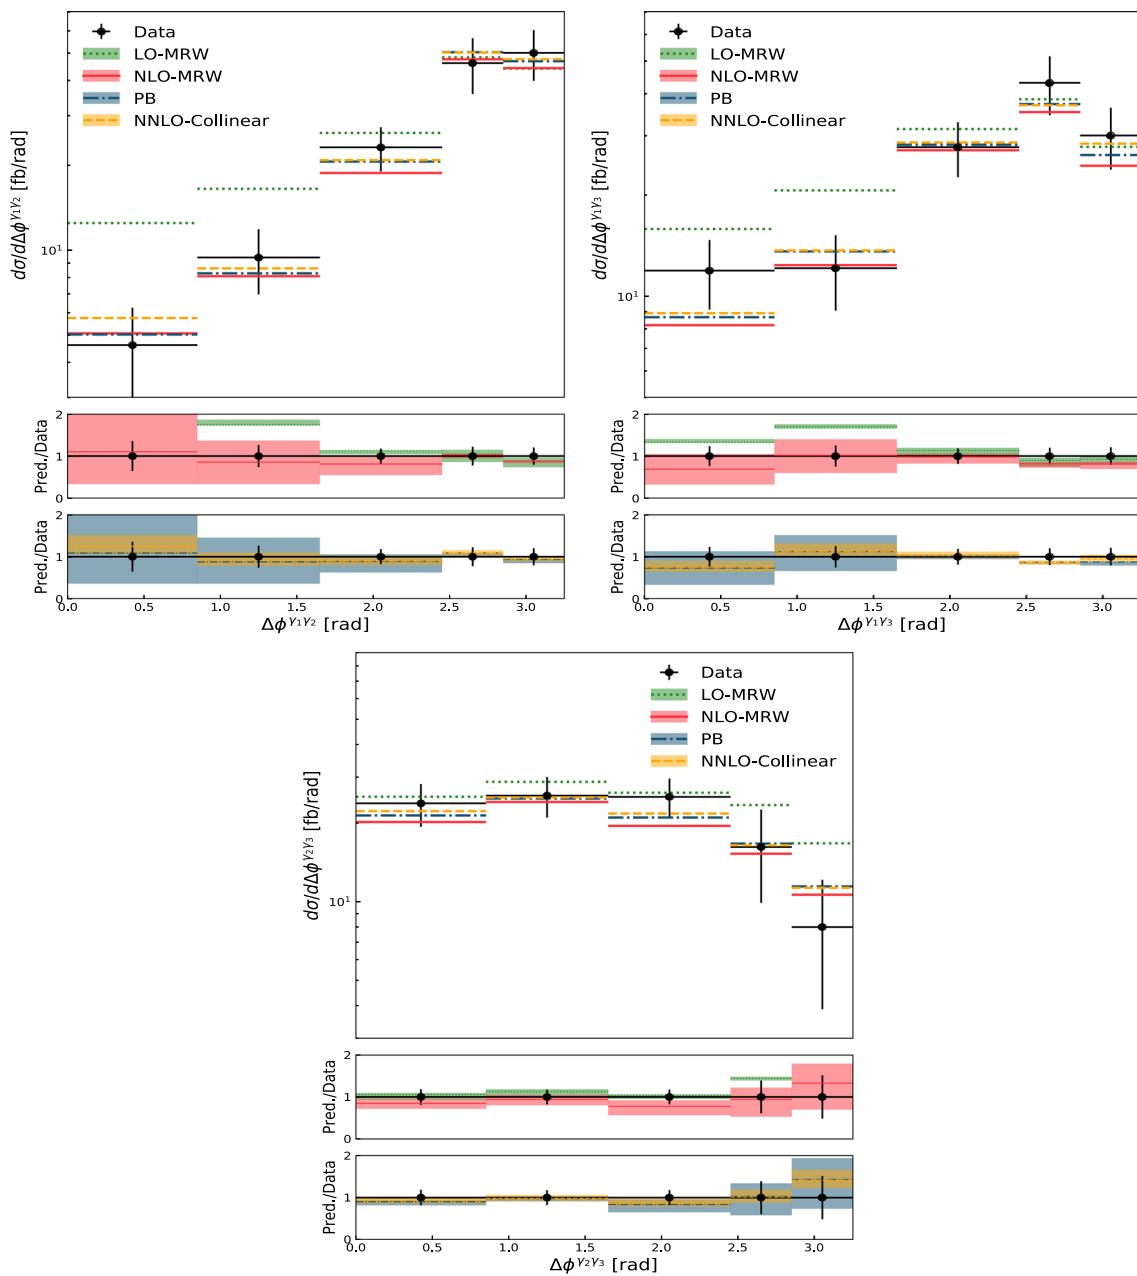 Data
LO-MRW
NLO-MRW
PB
NNLO-Collinear
dσ/dΔϕ^γ₁γ₂ [fb/rad]
10¹
Pred./Data
2
1
0
Pred./Data
2
1
0
0.0 0.5 1.0 1.5 2.0 2.5 3.0
Δϕ^γ₁γ₂ [rad]
Data
LO-MRW
NLO-MRW
PB
NNLO-Collinear
dσ/dΔϕ^γ₁γ₃ [fb/rad]
10¹
Pred./Data
2
1
0
Pred./Data
2
1
0
0.0 0.5 1.0 1.5 2.0 2.5 3.0
Δϕ^γ₁γ₃ [rad]
Data
LO-MRW
NLO-MRW
PB
NNLO-Collinear
dσ/dΔϕ^γ₂γ₃ [fb/rad]
10¹
Pred./Data
2
1
0
Pred./Data
2
1
0
0.0 0.5 1.0 1.5 2.0 2.5 3.0
Δϕ^γ₂γ₃ [rad]